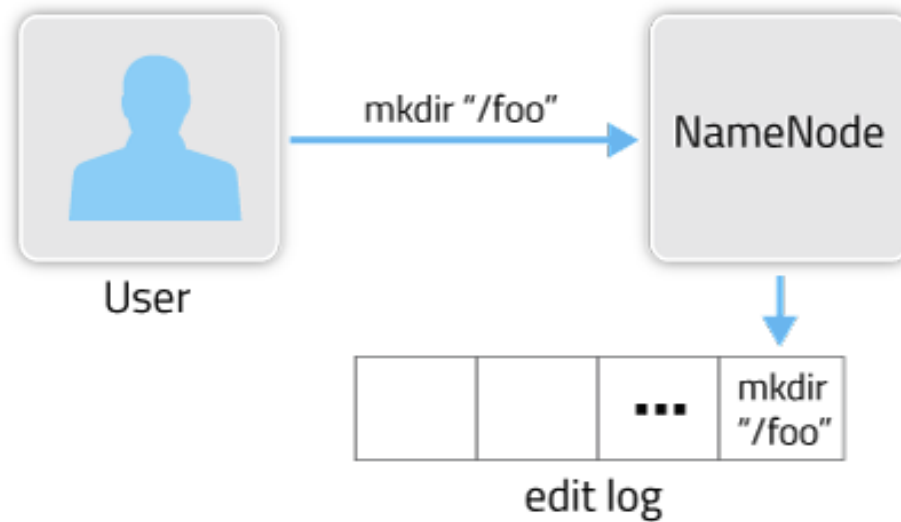 mkdir “/foo”
NameNode
User
▪▪▪
mkdir
“/foo”
edit log